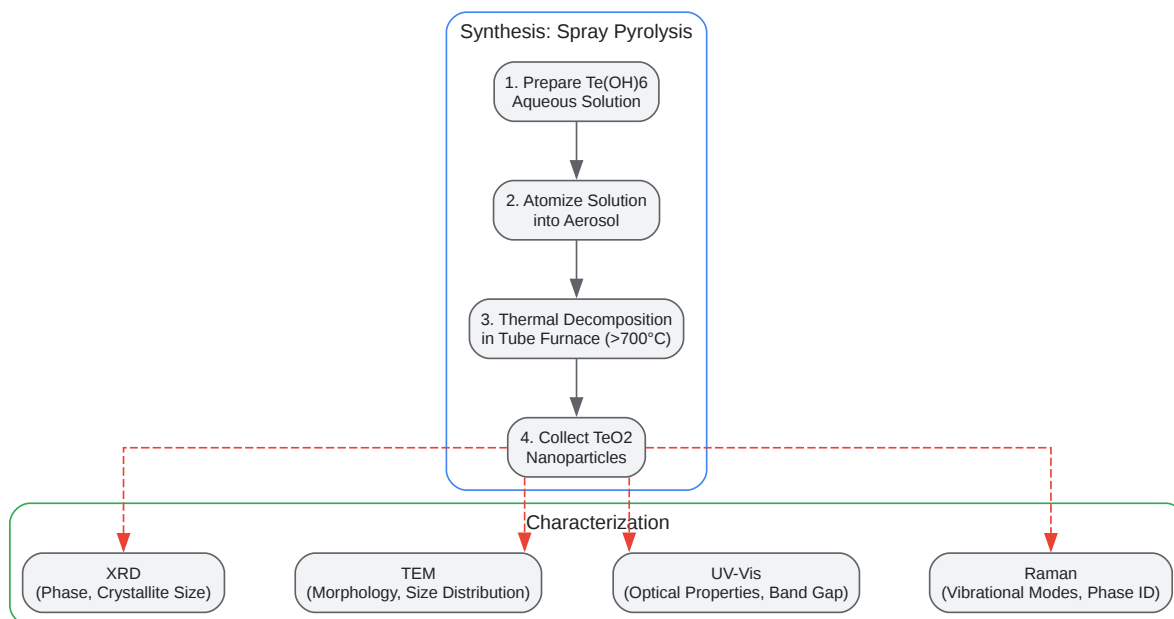 Synthesis: Spray Pyrolysis
1. Prepare Te(OH)6
Aqueous Solution
2. Atomize Solution
into Aerosol
3. Thermal Decomposition
in Tube Furnace (>700°C)
4. Collect TeO2
Nanoparticles
Characterization
XRD
(Phase, Crystallite Size)
TEM
(Morphology, Size Distribution)
UV-Vis
(Optical Properties, Band Gap)
Raman
(Vibrational Modes, Phase ID)